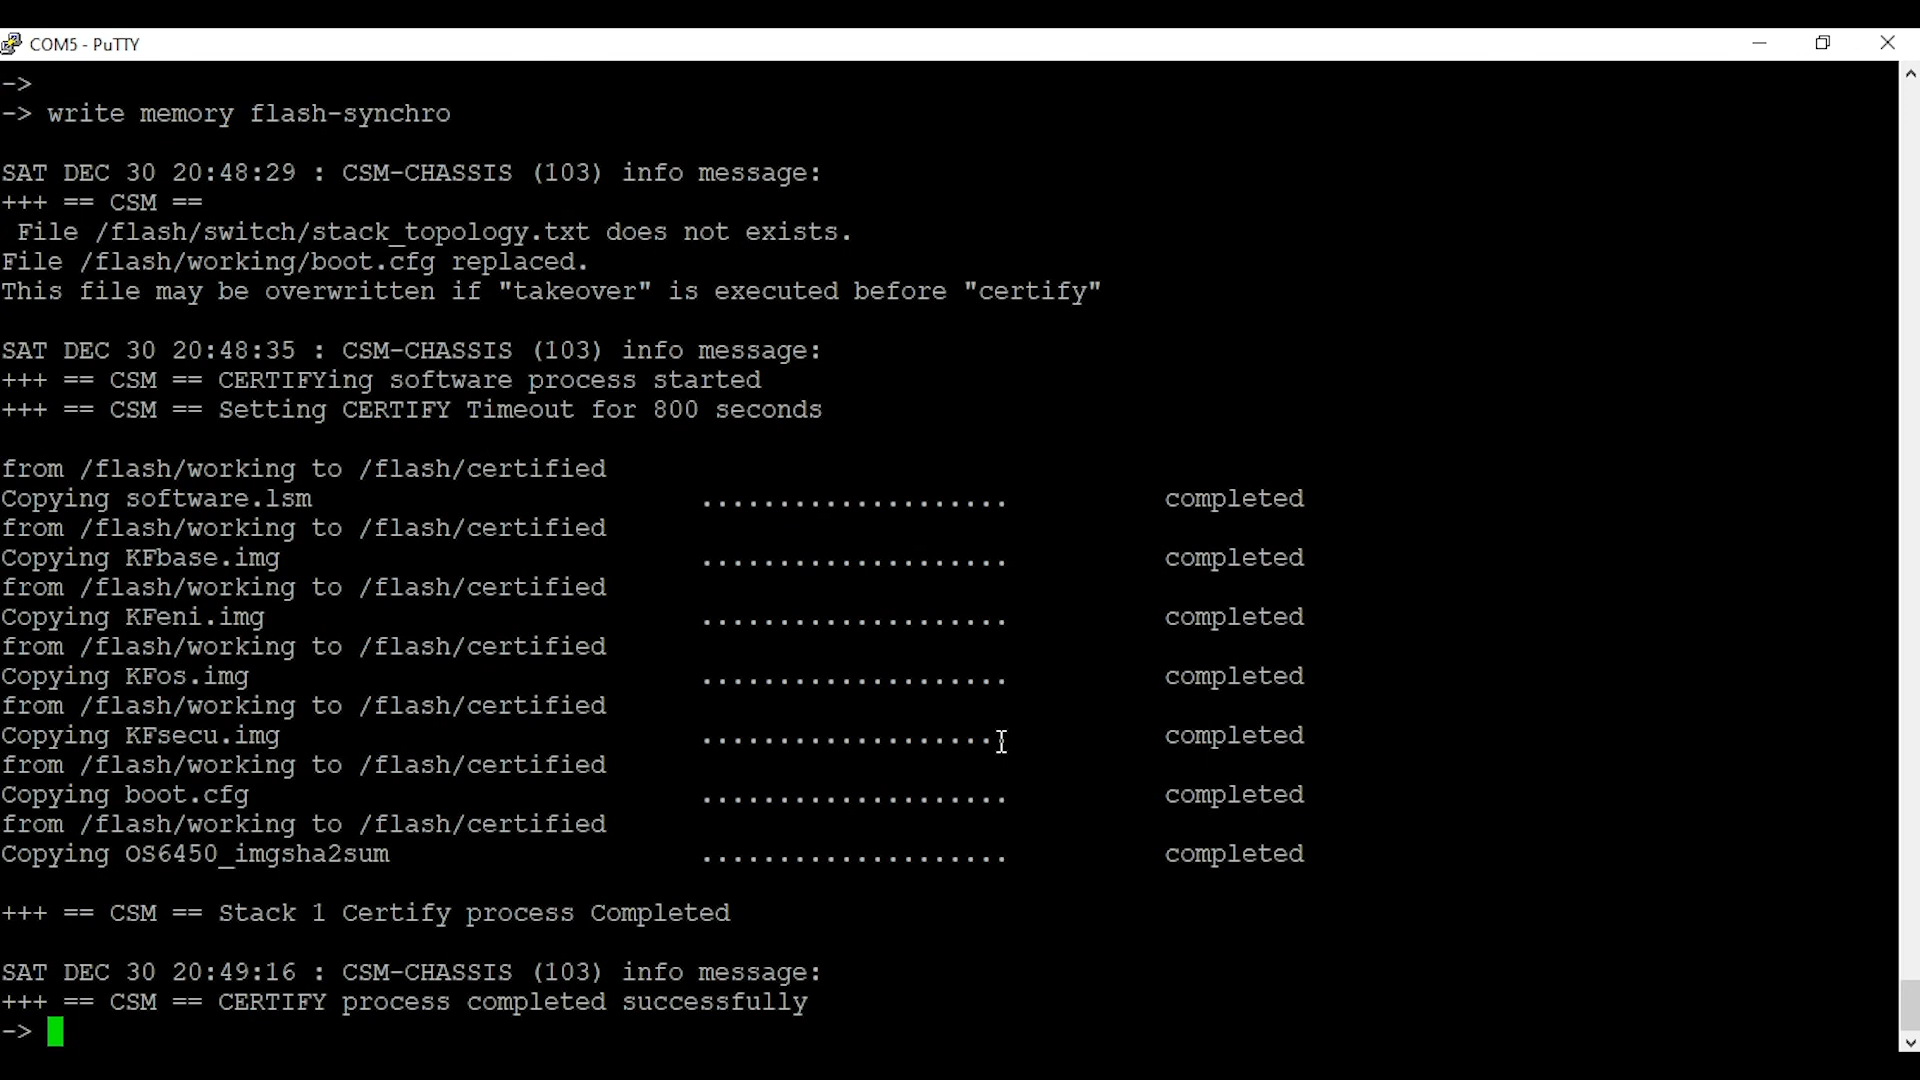 COM5 - PuTTY
->
-> write memory flash-synchro
SAT DEC 30 20:48:29 : CSM-CHASSIS (103) info message:
+++ == CSM ==
File /flash/switch/stack_topology.txt does not exists.
File /flash/working/boot.cfg replaced.
This file may be overwritten if "takeover" is executed before "certify"
SAT DEC 30 20:48:35 : CSM-CHASSIS (103) info message:
+++ == CSM == CERTIFYing software process started
+++ == CSM == Setting CERTIFY Timeout for 800 seconds
from /flash/working to /flash/certified
Copying software.lsm .................... completed
from /flash/working to /flash/certified
Copying KFbase.img .................... completed
from /flash/working to /flash/certified
Copying KFeni.img .................... completed
from /flash/working to /flash/certified
Copying KFos.img .................... completed
from /flash/working to /flash/certified
Copying KFsecu.img .................... completed
from /flash/working to /flash/certified
Copying boot.cfg .................... completed
from /flash/working to /flash/certified
Copying OS6450_imgsha2sum .................... completed
+++ == CSM == Stack 1 Certify process Completed
SAT DEC 30 20:49:16 : CSM-CHASSIS (103) info message:
+++ == CSM == CERTIFY process completed successfully
->